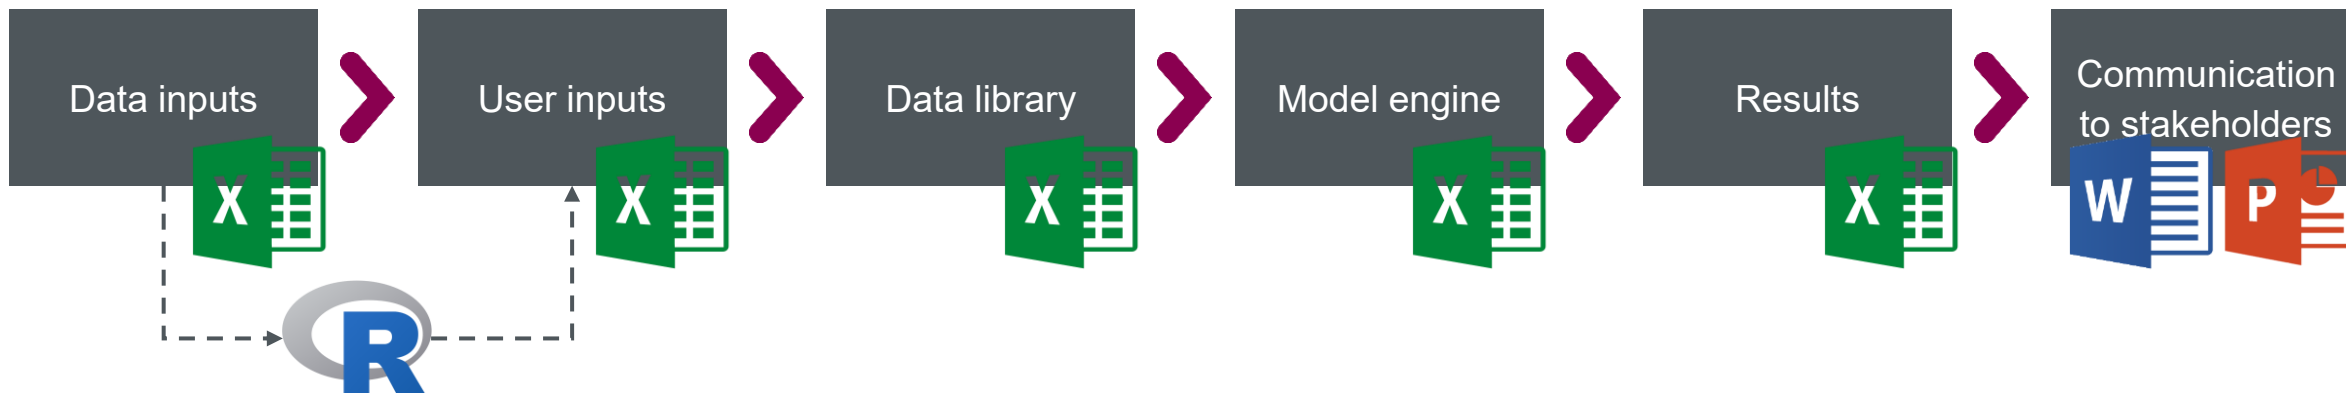 Data inputs
User inputs
Data library
Model engine
Results
Communication
to stakeholders
X
X
X
X
X
W
P
R